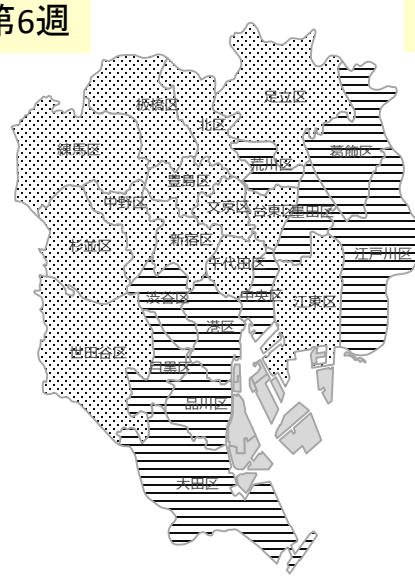 第6週
足立区
板橋区
北区
練馬区
荒川区
葛飾区
豊島区
中野区
文京区
台東区
墨田区
杉並区
新宿区
千代田区
江戸川区
渋谷区
中央区
江東区
港区
世田谷区
目黒区
品川区
大田区